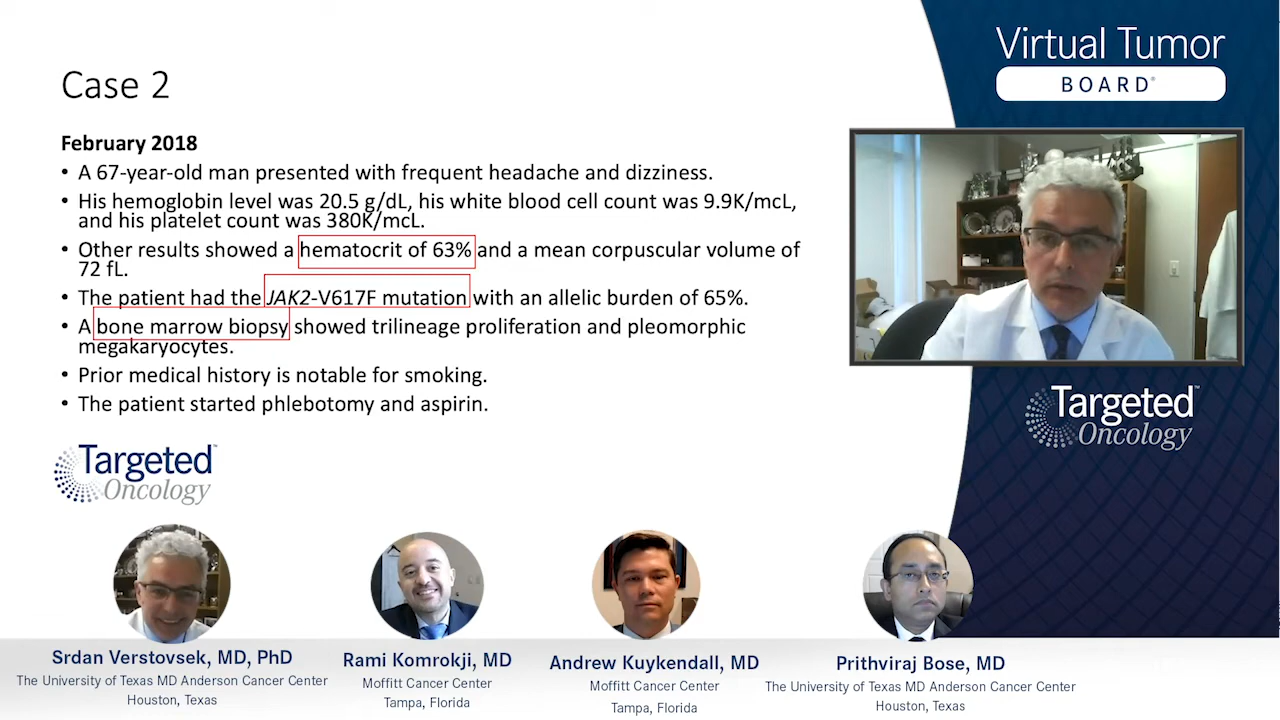 Virtual Tumor
BOARD®
Case 2
February 2018
• A 67-year-old man presented with frequent headache and dizziness.
• His hemoglobin level was 20.5 g/dL, his white blood cell count was 9.9K/mcL,
and his platelet count was 380K/mcL.
• Other results showed a hematocrit of 63% and a mean corpuscular volume of
72 fL.
• The patient had the JAK2-V617F mutation with an allelic burden of 65%.
• A bone marrow biopsy showed trilineage proliferation and pleomorphic
megakaryocytes.
• Prior medical history is notable for smoking.
• The patient started phlebotomy and aspirin.
Targeted™
Oncology
Targeted™
Oncology
Srdan Verstovsek, MD, PhD
The University of Texas MD Anderson Cancer Center
Houston, Texas
Rami Komrokji, MD
Moffitt Cancer Center
Tampa, Florida
Andrew Kuykendall, MD
Moffitt Cancer Center
Tampa, Florida
Prithviraj Bose, MD
The University of Texas MD Anderson Cancer Center
Houston, Texas